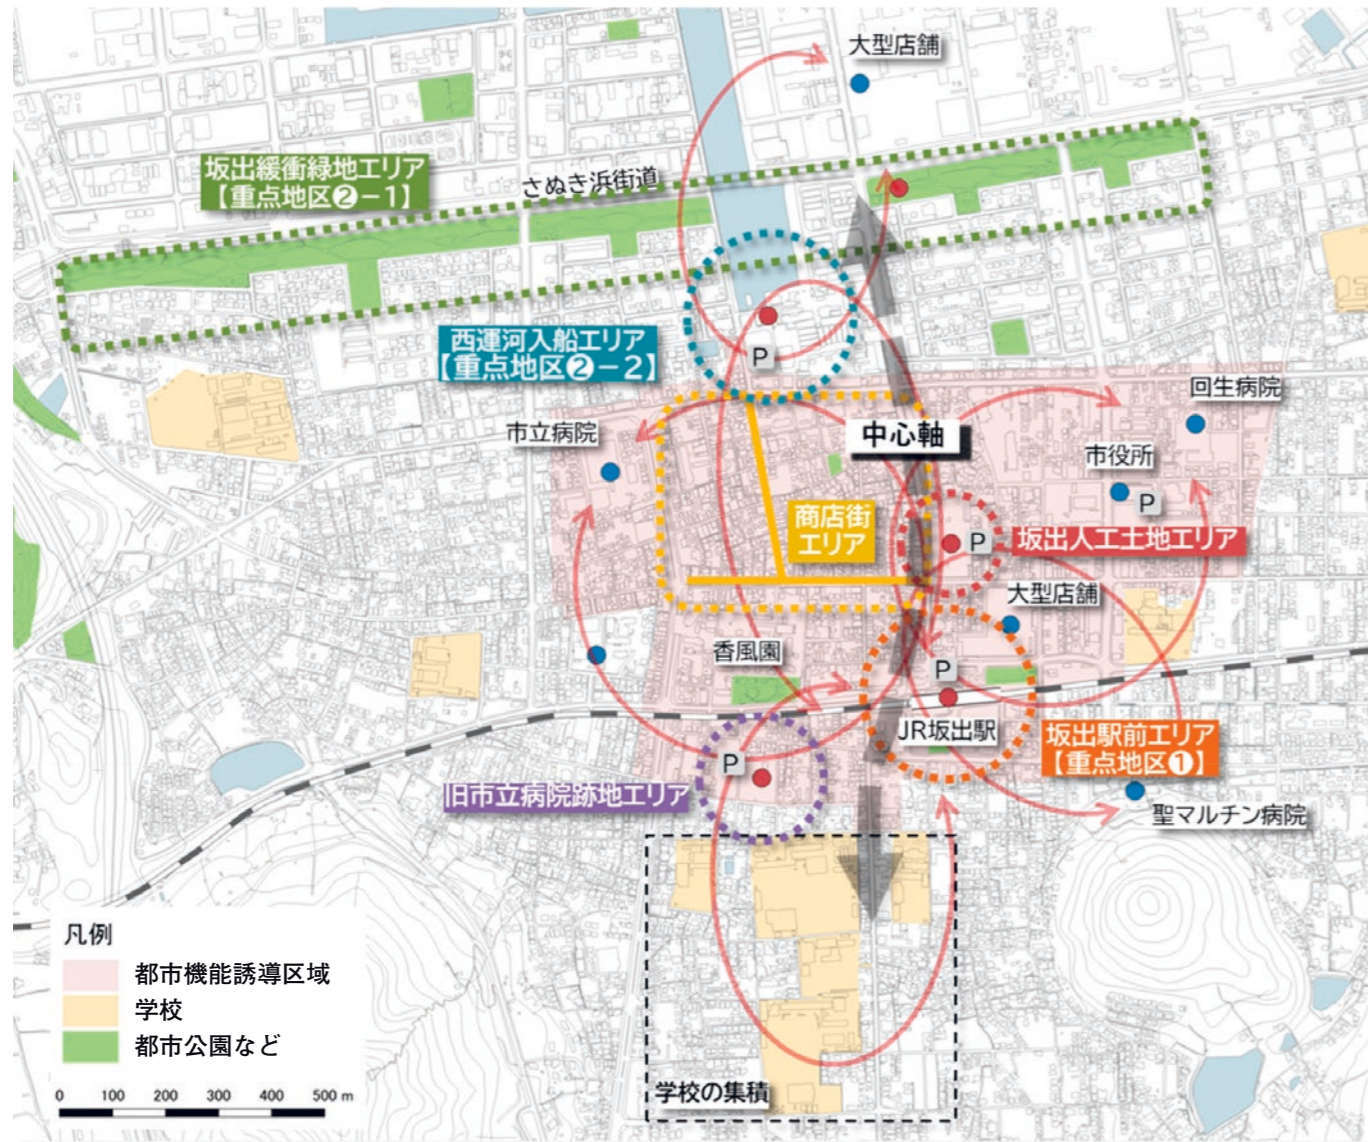 大型店舗
坂出緩衝緑地エリア
【重点地区❷－1】
さぬき浜街道
西運河入船エリア
【重点地区❷－2】
P
回生病院
市立病院
中心軸
市役所
P
商店街
エリア
P
坂出人工土地エリア
大型店舗
香風園
P
JR坂出駅
坂出駅前エリア
【重点地区❶】
P
旧市立病院跡地エリア
聖マルチン病院
凡例
都市機能誘導区域
学校
都市公園など
0 100 200 300 400 500 m
学校の集積